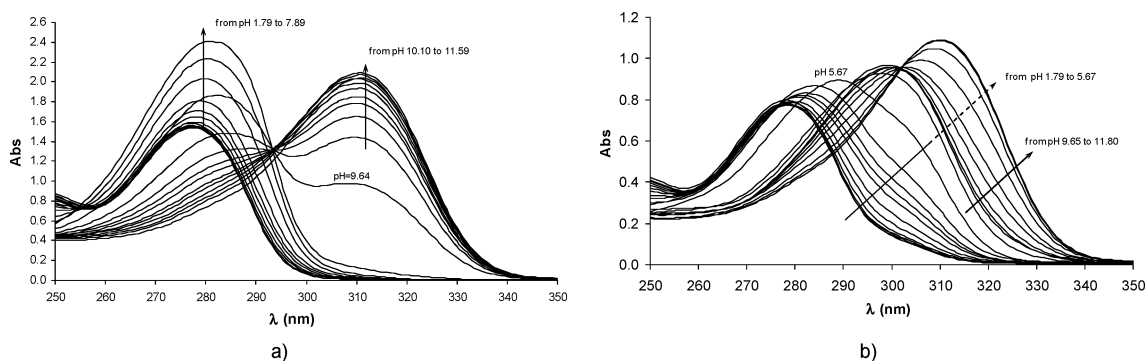 from pH 1.79 to 7.89
from pH 10.10 to 11.59
pH=9.64
Abs
2.6
2.4
2.2
2.0
1.8
1.6
1.4
1.2
1.0
0.8
0.6
0.4
0.2
0.0
250 260 270 280 290 300 310 320 330 340 350
λ (nm)
a)
pH 5.67
from pH 1.79 to 5.67
from pH 9.65 to 11.80
Abs
1.2
1.0
0.8
0.6
0.4
0.2
0.0
250 260 270 280 290 300 310 320 330 340 350
λ (nm)
b)